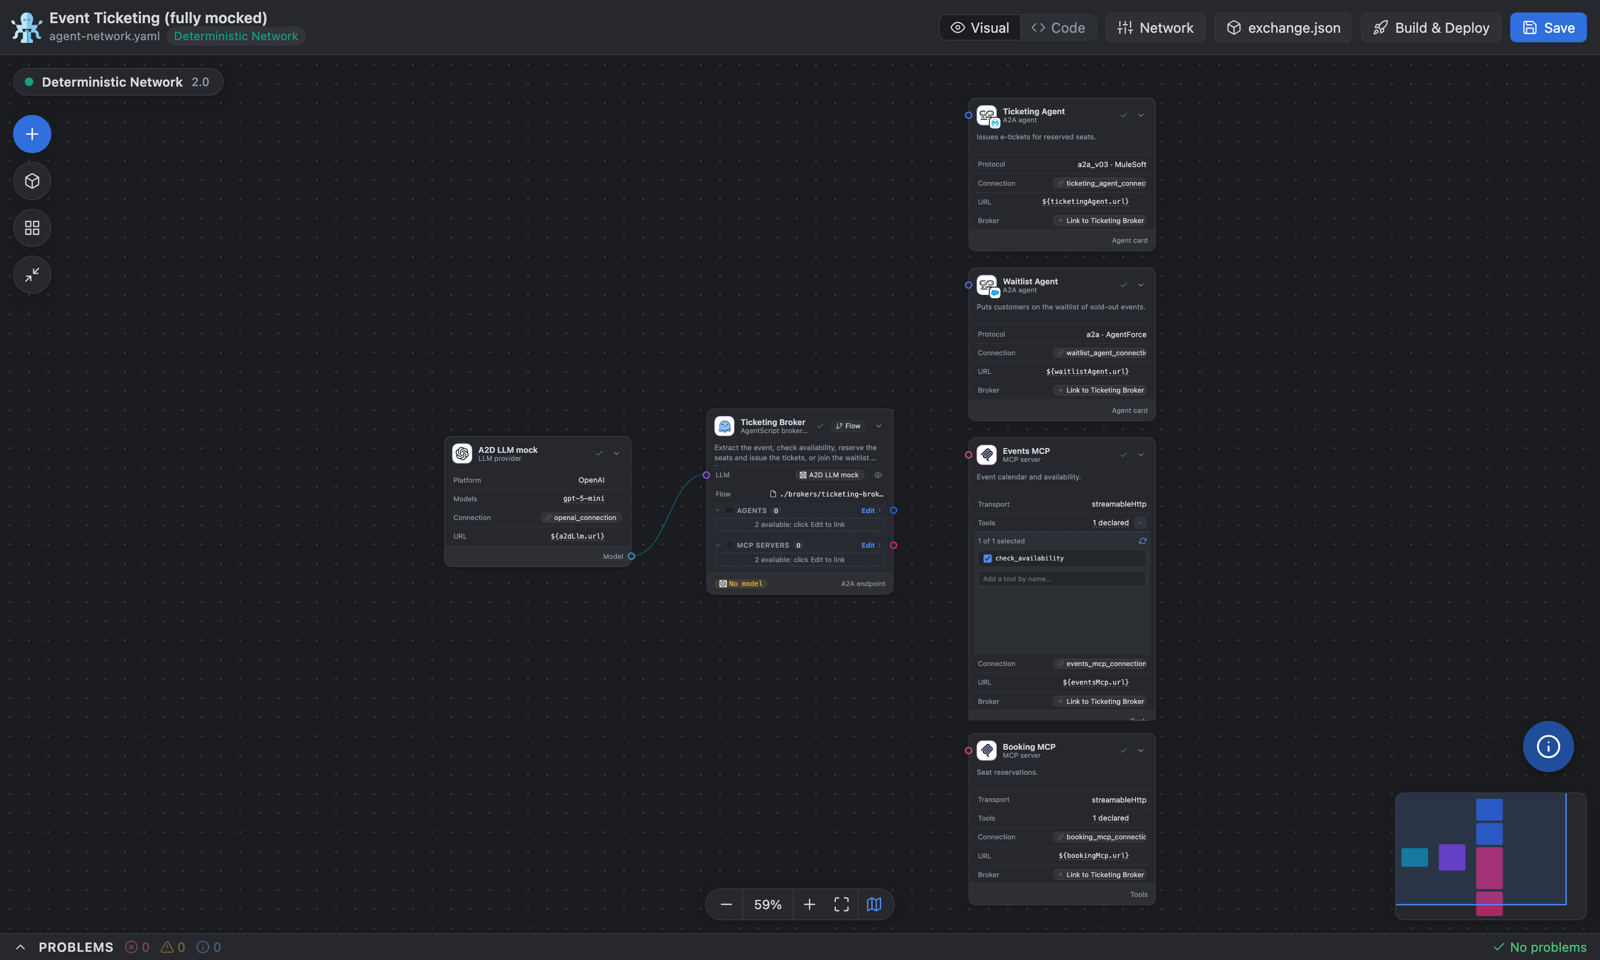 Event Ticketing (fully mocked)
agent-network.yaml Deterministic Network
Visual
Code
Network
exchange.json
Build & Deploy
Save
Deterministic Network 2.0
A2D LLM mock
LLM provider
Platform OpenAI
Models gpt-5-mini
Connection openai_connection
URL ${a2dLlm.url}
Model
Ticketing Broker
AgentScript broker...
Flow
Extract the event, check availability, reserve the
seats and issue the tickets, or join the waitlist....
LLM A2D LLM mock
Flow ./brokers/ticketing-brok...
AGENTS 0 Edit
2 available: click Edit to link
MCP SERVERS 0 Edit
2 available: click Edit to link
No model A2A endpoint
Ticketing Agent
A2A agent
Issues e-tickets for reserved seats.
Protocol a2a_v03 · MuleSoft
Connection ticketing_agent_connec
URL ${ticketingAgent.url}
Broker + Link to Ticketing Broker
Agent card
Waitlist Agent
A2A agent
Puts customers on the waitlist of sold-out events.
Protocol a2a · AgentForce
Connection waitlist_agent_connecti
URL ${waitlistAgent.url}
Broker + Link to Ticketing Broker
Agent card
Events MCP
MCP server
Event calendar and availability.
Transport streamableHttp
Tools 1 declared
1 of 1 selected
check_availability
Add a tool by name...
Connection events_mcp_connection
URL ${eventsMcp.url}
Broker + Link to Ticketing Broker
Tools
Booking MCP
MCP server
Seat reservations.
Transport streamableHttp
Tools 1 declared
Connection booking_mcp_connectic
URL ${bookingMcp.url}
Broker + Link to Ticketing Broker
Tools
59%
PROBLEMS 0 0 0
No problems